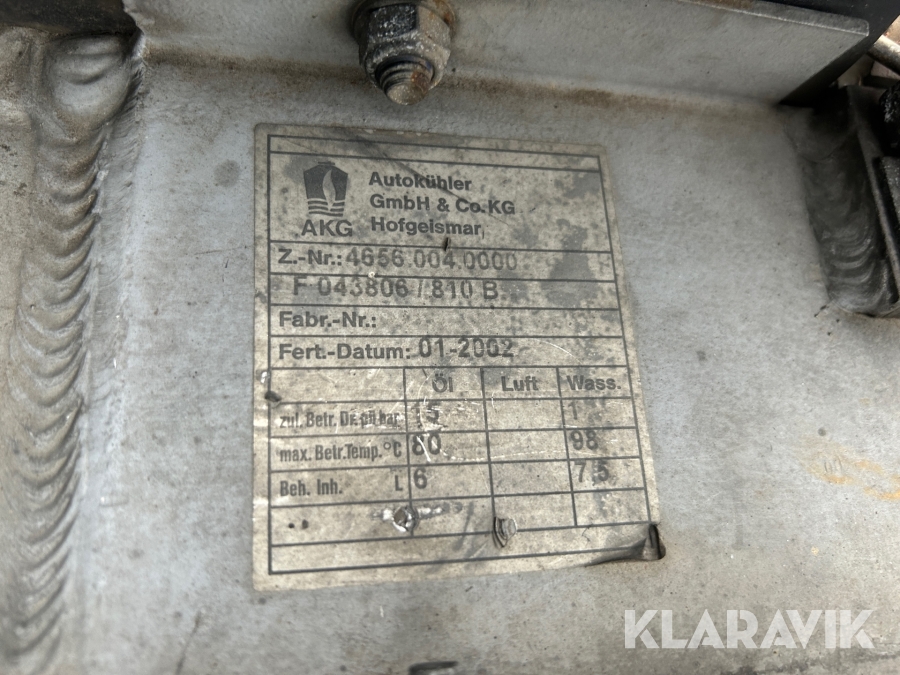 Autokühler
GmbH & Co. KG
AKG Hofgeismar
Z.-Nr.: 4656.004.0000
F 043806 / 810 B
Fabr.-Nr.:
Fert.-Datum: 01-2002
Öl Luft Wass.
zul. Betr. Dr. pü bar 15 1
max. Betr. Temp. °C 80 98
Beh. Inh. L 6 7,5
KLARAVIK